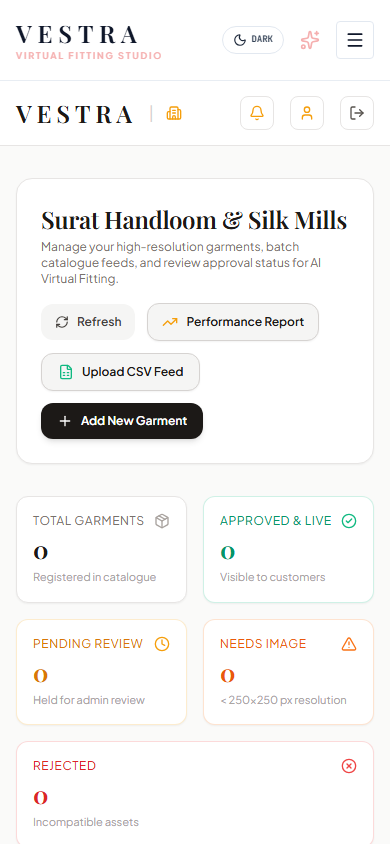 VESTRA
VIRTUAL FITTING STUDIO
DARK
VESTRA
Surat Handloom & Silk Mills
Manage your high-resolution garments, batch
catalogue feeds, and review approval status for AI
Virtual Fitting.
Refresh
Performance Report
Upload CSV Feed
Add New Garment
TOTAL GARMENTS
0
Registered in catalogue
APPROVED & LIVE
0
Visible to customers
PENDING REVIEW
0
Held for admin review
NEEDS IMAGE
0
< 250×250 px resolution
REJECTED
0
Incompatible assets